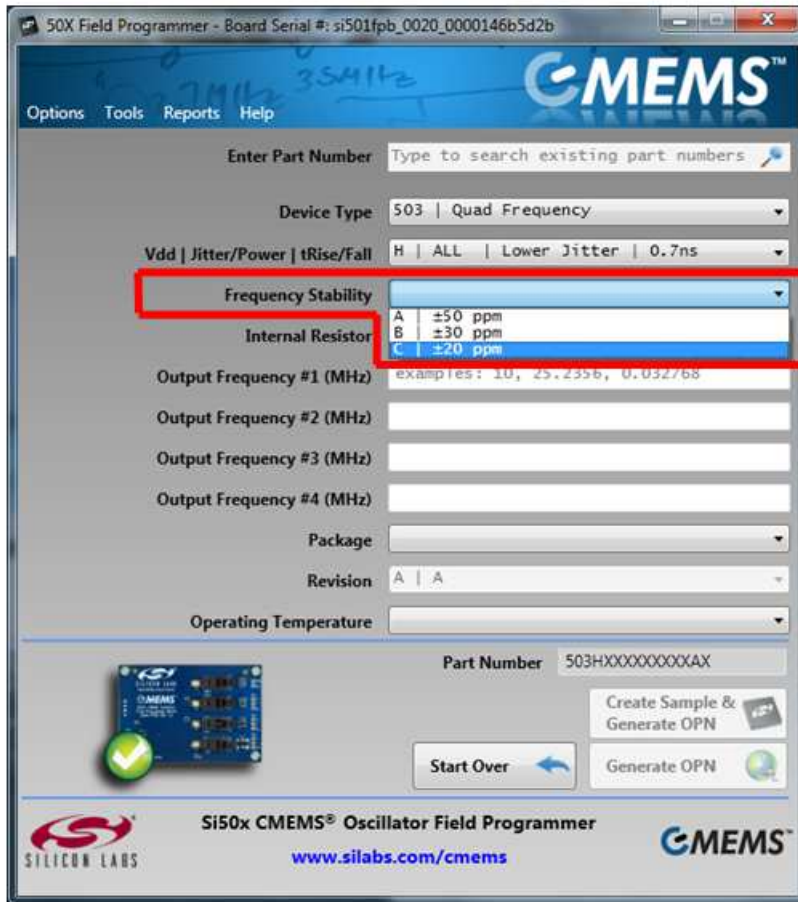 50X Field Programmer - Board Serial #: si501fpb_0020_0000146b5d2b
35MHz
CMEMS™
Options Tools Reports Help
Enter Part Number Type to search existing part numbers
Device Type 503 | Quad Frequency
Vdd | Jitter/Power | tRise/Fall H | ALL | Lower Jitter | 0.7ns
Frequency Stability
A | ±50 ppm
B | ±30 ppm
Internal Resistor
C | ±20 ppm
Output Frequency #1 (MHz) examples: 10, 25.2356, 0.032768
Output Frequency #2 (MHz)
Output Frequency #3 (MHz)
Output Frequency #4 (MHz)
Package
Revision A | A
Operating Temperature
Part Number 503HXXXXXXXXXAX
SILICON LABS
CMEMS
Create Sample & Generate OPN
Start Over
Generate OPN
Si50x CMEMS® Oscillator Field Programmer
www.silabs.com/cmems
SILICON LABS
CMEMS